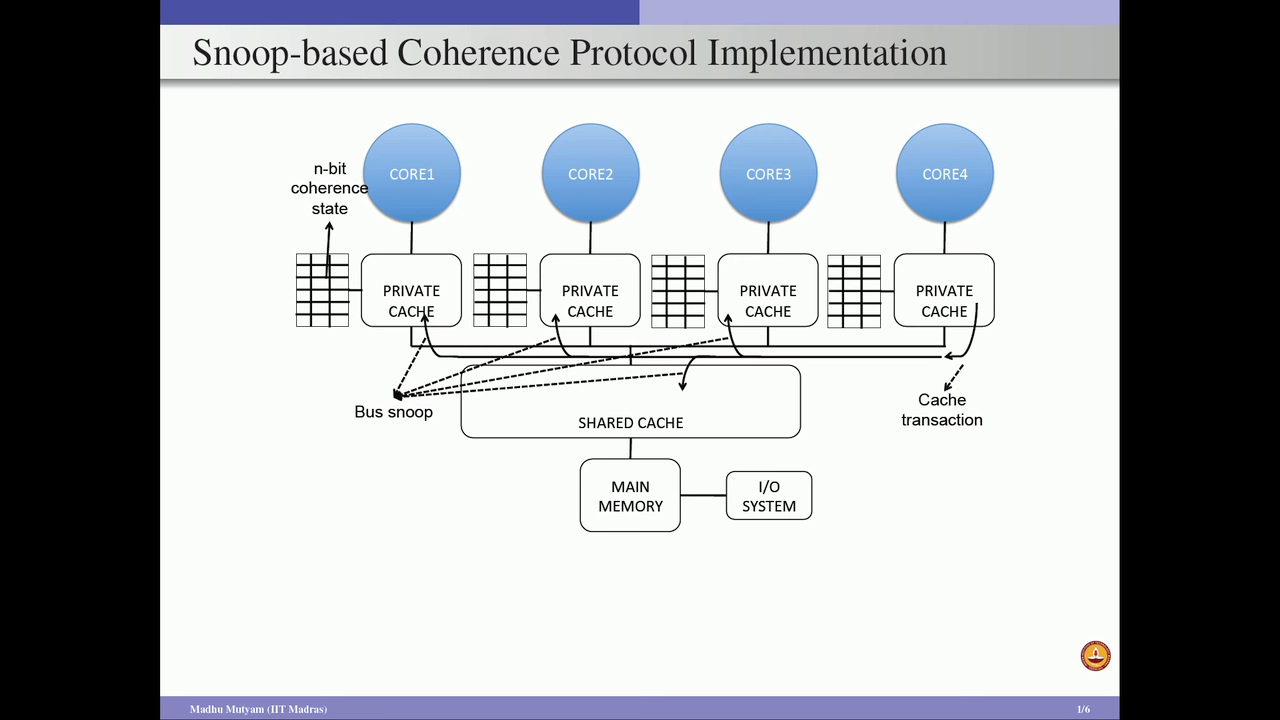 Snoop-based Coherence Protocol Implementation
n-bit
coherence
state
CORE1
CORE2
CORE3
CORE4
PRIVATE
CACHE
PRIVATE
CACHE
PRIVATE
CACHE
PRIVATE
CACHE
Bus snoop
Cache
transaction
SHARED CACHE
MAIN
MEMORY
I/O
SYSTEM
Madhu Mutyam (IIT Madras)
1/6